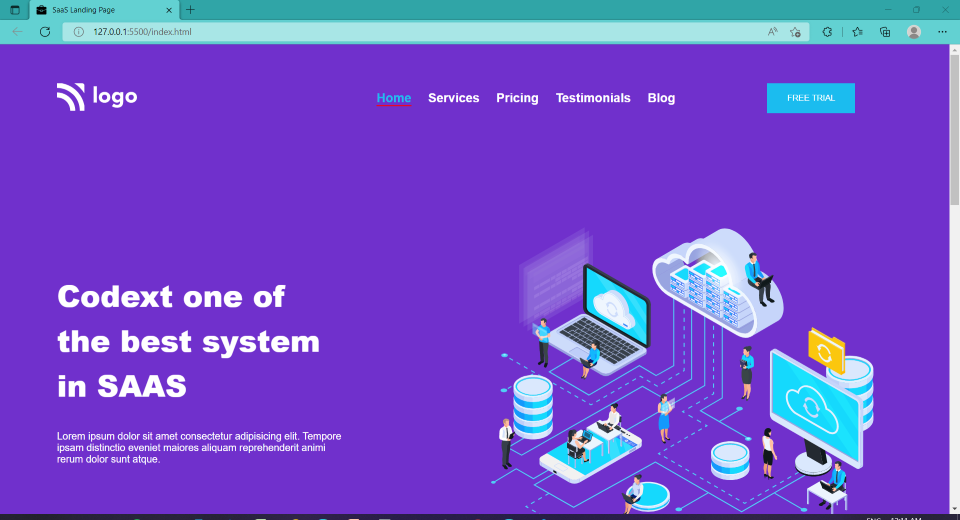 SaaS Landing Page
127.0.0.1:5500/index.html
logo
Home Services Pricing Testimonials Blog
FREE TRIAL
Codext one of
the best system
in SAAS
Lorem ipsum dolor sit amet consectetur adipisicing elit. Tempore
ipsam distinctio eveniet maiores aliquam reprehenderit animi
rerum dolor sunt atque.